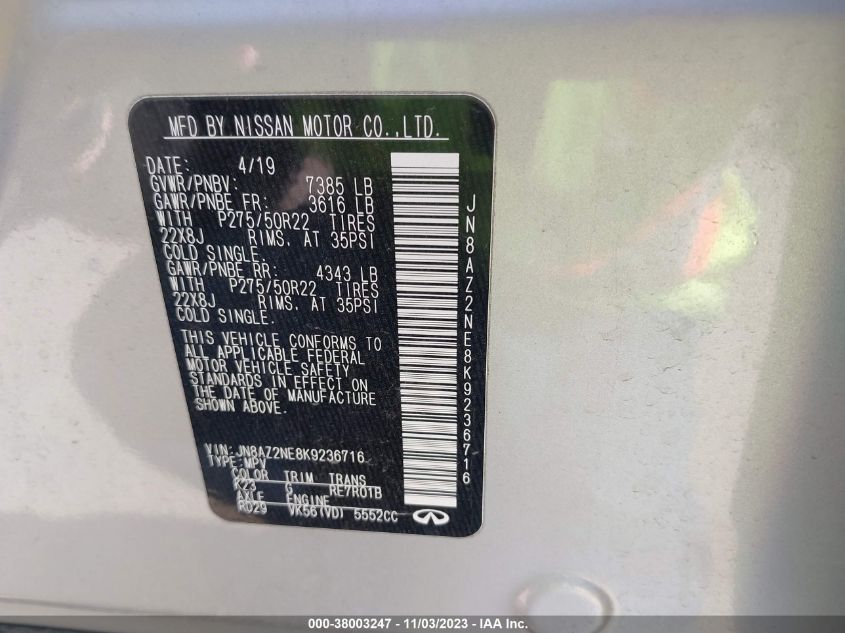 MFD BY NISSAN MOTOR CO.,LTD.
DATE: 4/19
GVWR/PNBV: 7385 LB
GAWR/PNBE FR: 3616 LB
WITH P275/50R22 TIRES
22X8J RIMS. AT 35PSI
COLD SINGLE.
GAWR/PNBE RR: 4343 LB
WITH P275/50R22 TIRES
22X8J RIMS. AT 35PSI
COLD SINGLE.
THIS VEHICLE CONFORMS TO
ALL APPLICABLE FEDERAL
MOTOR VEHICLE SAFETY
STANDARDS IN EFFECT ON
THE DATE OF MANUFACTURE
SHOWN ABOVE.
VIN: JN8AZ2NE8K9236716
TYPE: MPV
COLOR TRIM TRANS
K23 G RE7R01B
AXLE ENGINE
RD29 VK56(VD) 5552CC
JN8AZ2NE8K9236716
000-38003247 - 11/03/2023 - IAA Inc.